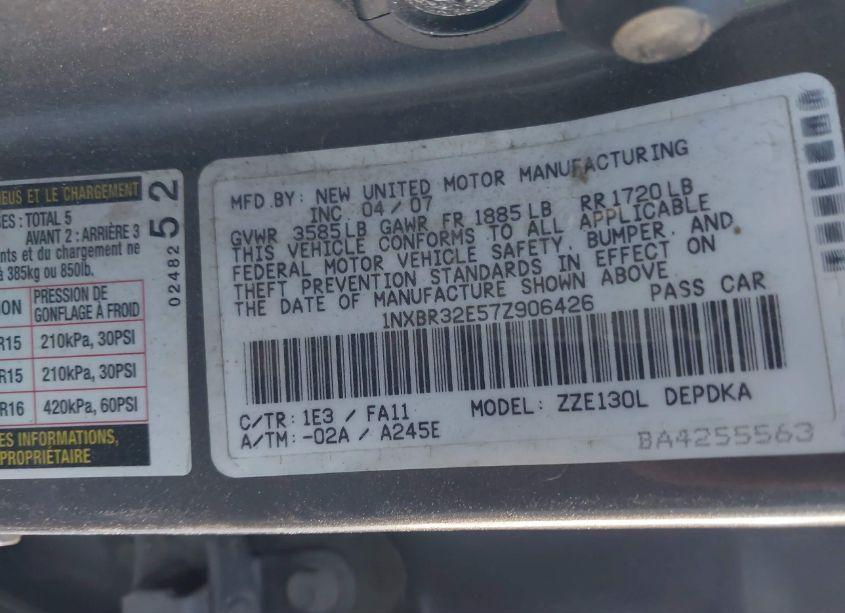 NEUS ET LE CHARGEMENT
ES : TOTAL 5
AVANT 2 : ARRIÈRE 3
nts et du chargement ne
à 385kg ou 850lb.
ION PRESSION DE
GONFLAGE À FROID
R15 210kPa, 30PSI
R15 210kPa, 30PSI
R16 420kPa, 60PSI
ES INFORMATIONS,
PROPRIÉTAIRE
02482 52
MFD.BY: NEW UNITED MOTOR MANUFACTURING
INC. 04/07
GVWR 3585LB GAWR FR 1885LB RR 1720LB
THIS VEHICLE CONFORMS TO ALL APPLICABLE
FEDERAL MOTOR VEHICLE SAFETY, BUMPER, AND
THEFT PREVENTION STANDARDS IN EFFECT ON
THE DATE OF MANUFACTURE SHOWN ABOVE
1NXBR32E57Z906426 PASS CAR
C/TR: 1E3 / FA11 MODEL: ZZE130L DEPDKA
A/TM: -02A / A245E
BA4255563